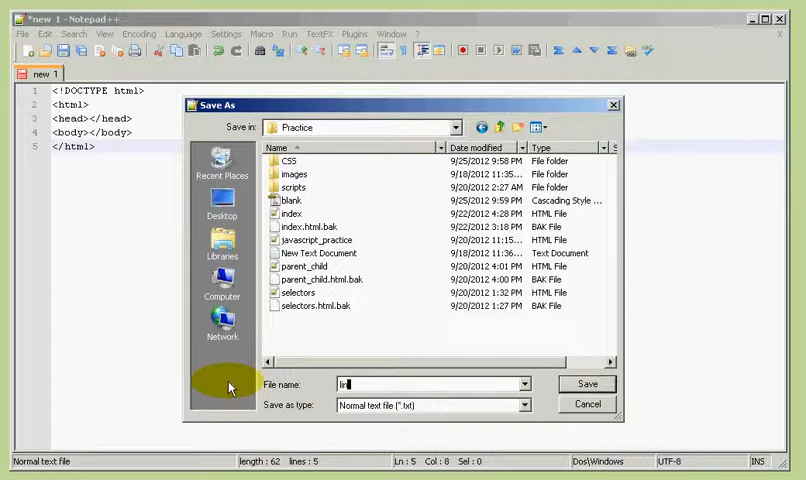 *new 1 - Notepad++
File Edit Search View Encoding Language Settings Macro Run TextFX Plugins Window ? X
new 1
1 <!DOCTYPE html>
2 <html>
3 <head></head>
4 <body></body>
5 </html>
Save As
Save in: Practice
Name Date modified Type S
Recent Places
Desktop
Libraries
Computer
Network
CSS 9/25/2012 9:58 PM File folder
images 9/18/2012 11:35... File folder
scripts 9/20/2012 2:27 AM File folder
blank 9/25/2012 9:59 PM Cascading Style ...
index 9/22/2012 4:28 PM HTML File
index.html.bak 9/22/2012 3:18 PM BAK File
javascript_practice 9/20/2012 11:15... HTML File
New Text Document 9/18/2012 11:36... Text Document
parent_child 9/20/2012 4:01 PM HTML File
parent_child.html.bak 9/20/2012 4:00 PM BAK File
selectors 9/20/2012 1:32 PM HTML File
selectors.html.bak 9/20/2012 1:27 PM BAK File
File name: lin Save
Save as type: Normal text file (*.txt) Cancel
Normal text file length : 62 lines : 5 Ln : 5 Col : 8 Sel : 0 Dos\Windows UTF-8 INS